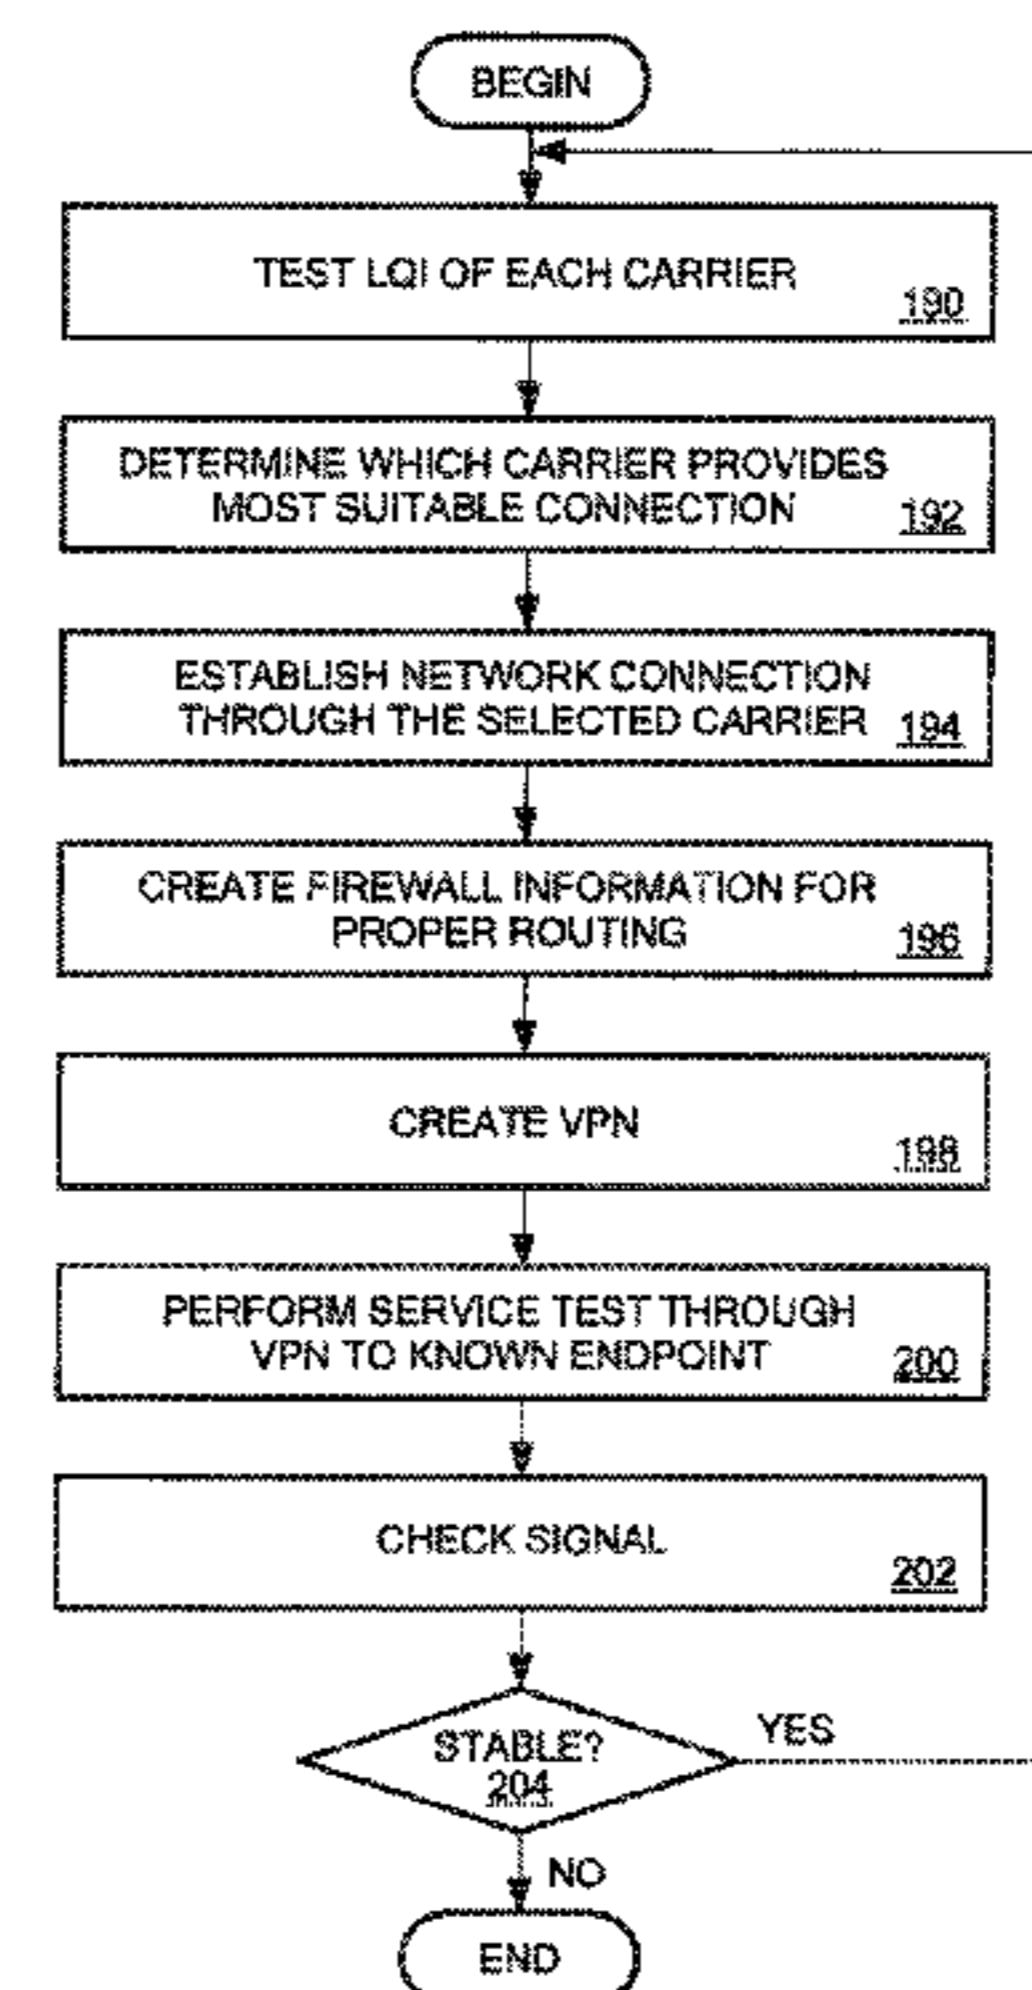 BEGIN
TEST LQI OF EACH CARRIER
190
DETERMINE WHICH CARRIER PROVIDES
MOST SUITABLE CONNECTION
192
ESTABLISH NETWORK CONNECTION
THROUGH THE SELECTED CARRIER
194
CREATE FIREWALL INFORMATION FOR
PROPER ROUTING
196
CREATE VPN
198
PERFORM SERVICE TEST THROUGH
VPN TO KNOWN ENDPOINT
200
CHECK SIGNAL
202
STABLE?
204
YES
NO
END